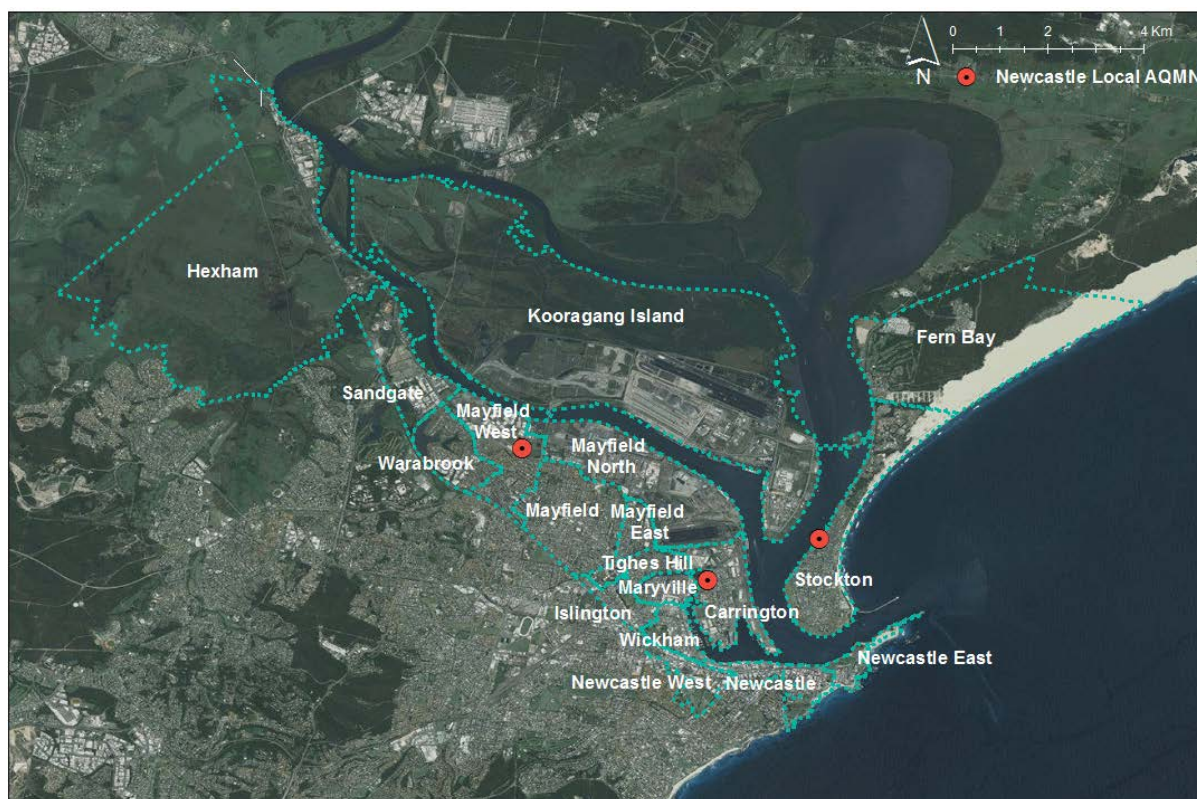 0 1 2 4 Km
N
Newcastle Local AQMN
Hexham
Kooragang Island
Fern Bay
Sandgate
Mayfield
West
Mayfield
North
Warabrook
Mayfield
Mayfield
East
Tighes Hill
Maryville
Stockton
Islington
Carrington
Wickham
Newcastle East
Newcastle West
Newcastle